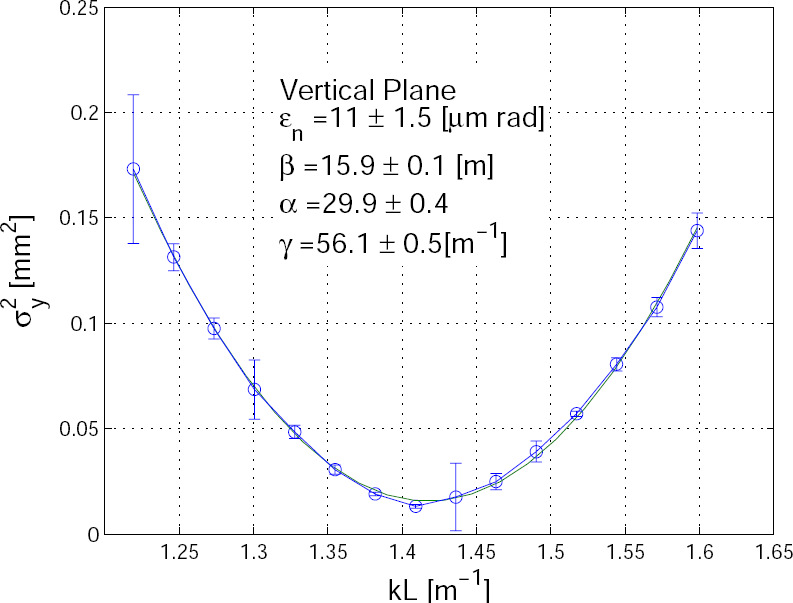 0.25
0.2
0.15
0.1
0.05
0
σy2 [mm2]
Vertical Plane
εn =11 ± 1.5 [μm rad]
β =15.9 ± 0.1 [m]
α =29.9 ± 0.4
γ =56.1 ± 0.5[m−1]
1.25 1.3 1.35 1.4 1.45 1.5 1.55 1.6 1.65
kL [m−1]